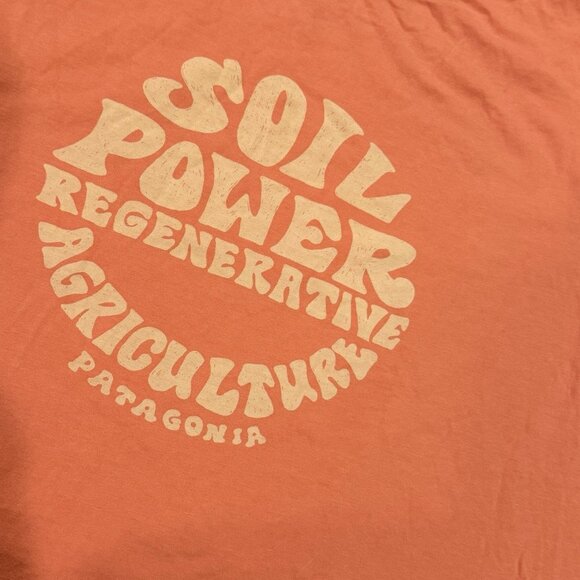 SOIL
POWER
REGENERATIVE
AGRICULTURE
PATAGONIA